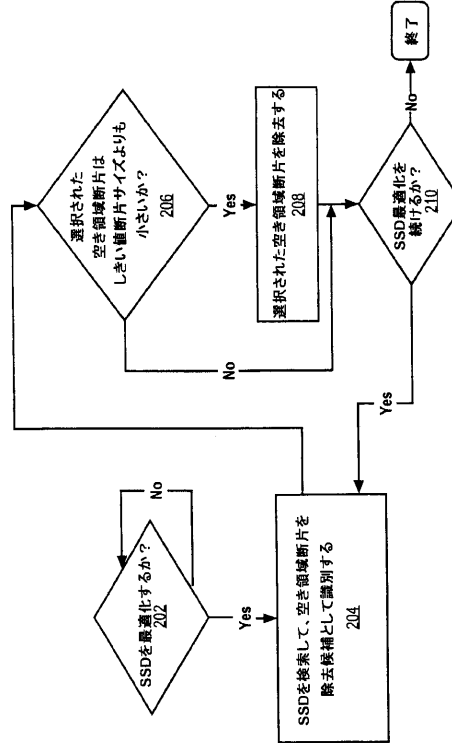 SSDを最適化するか?
202
No
Yes
SSDを検索して、空き領域断片を
除去候補として識別する
204
選択された
空き領域断片は
しきい値断片サイズよりも
小さいか?
206
No
Yes
選択された空き領域断片を除去する
208
SSD最適化を
続けるか?
210
Yes
No
終了